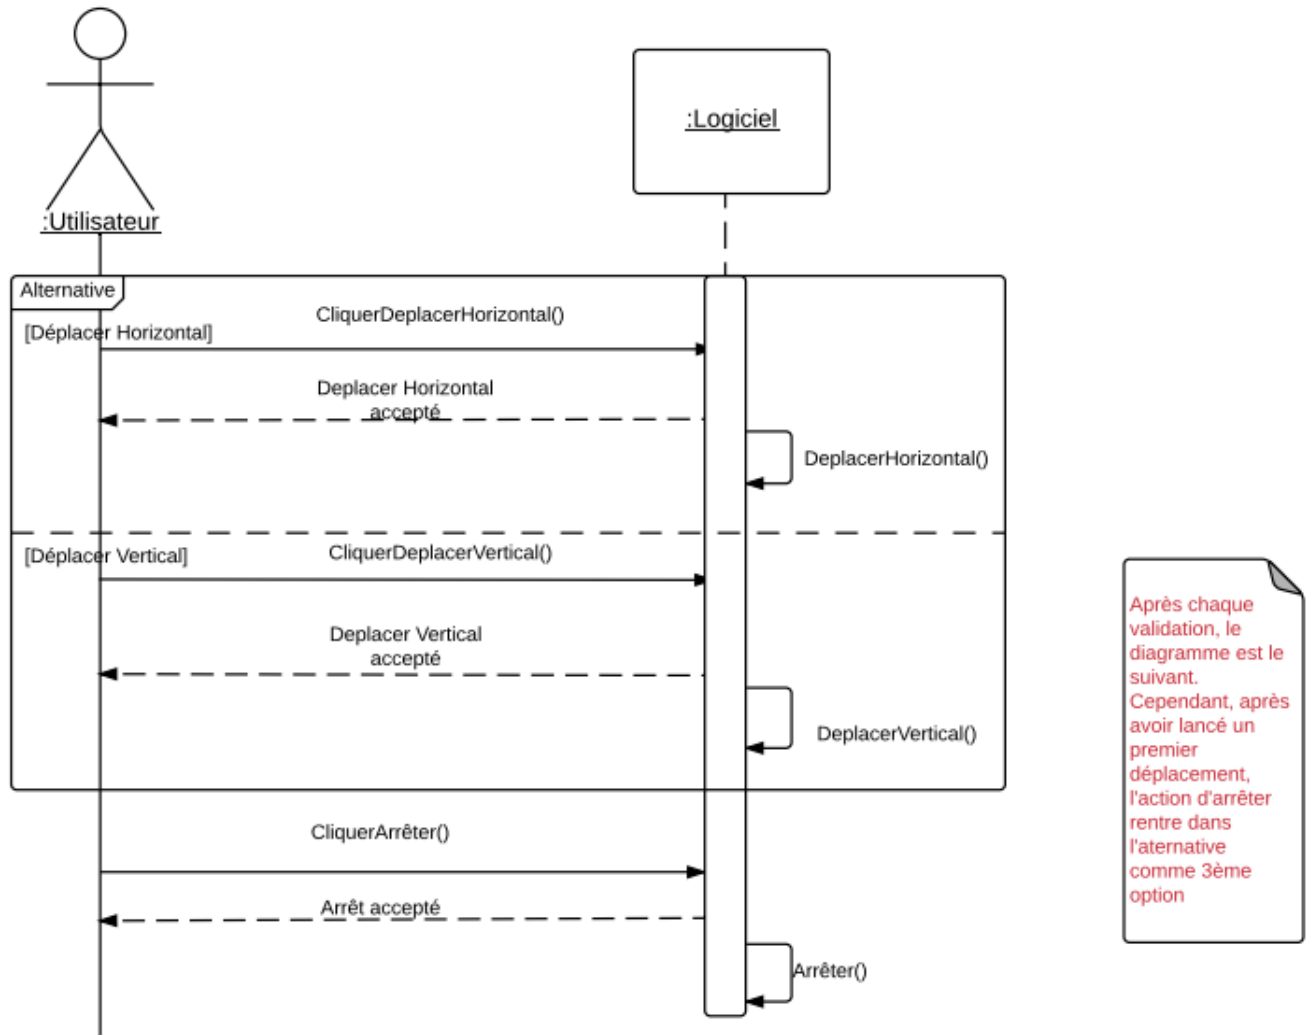 :Logiciel
:Utilisateur
Alternative
CliquerDeplacerHorizontal()
[Déplacer Horizontal]
Deplacer Horizontal
accepté
DeplacerHorizontal()
CliquerDeplacerVertical()
[Déplacer Vertical]
Deplacer Vertical
accepté
DeplacerVertical()
CliquerArrêter()
Arrêt accepté
Arrêter()
Après chaque
validation, le
diagramme est le
suivant.
Cependant, après
avoir lancé un
premier
déplacement,
l'action d'arrêter
rentre dans
l'aternative
comme 3ème
option